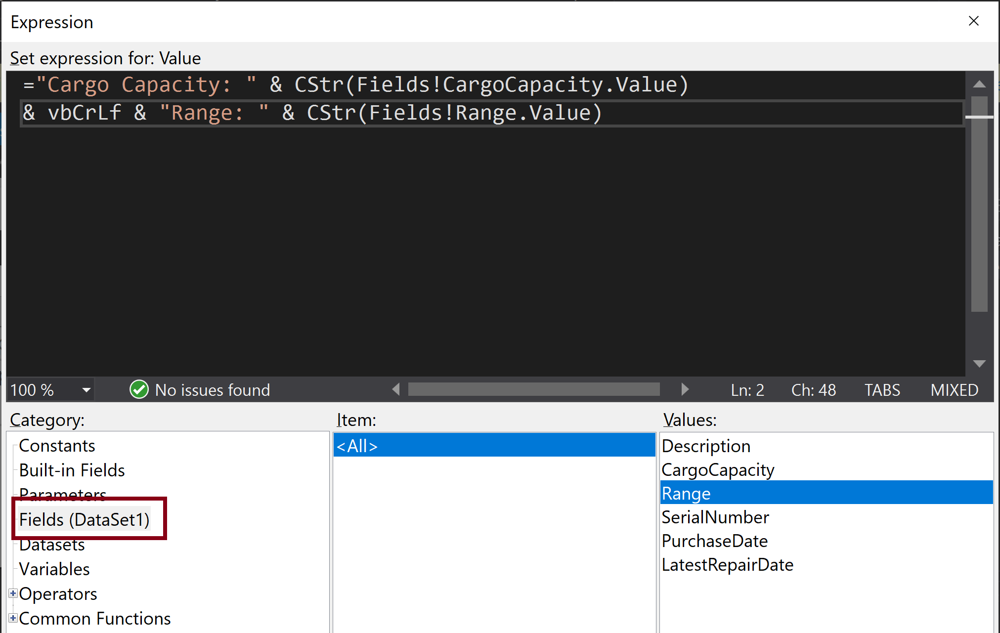 Expression
Set expression for: Value
="Cargo Capacity: " & CStr(Fields!CargoCapacity.Value)
& vbCrLf & "Range: " & CStr(Fields!Range.Value)
100 % No issues found Ln: 2 Ch: 48 TABS MIXED
Category:
Constants
Built-in Fields
Parameters
Fields (DataSet1)
Datasets
Variables
Operators
Common Functions
Item:
<All>
Values:
Description
CargoCapacity
Range
SerialNumber
PurchaseDate
LatestRepairDate